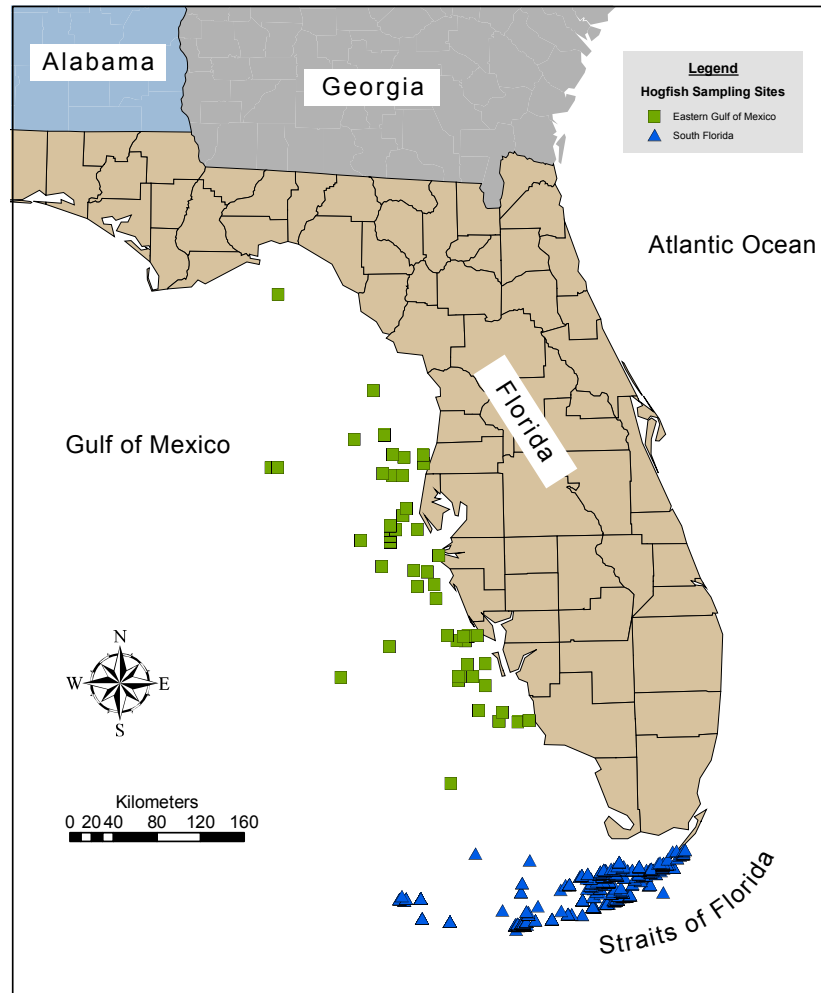 Alabama
Georgia
Legend
Hogfish Sampling Sites
Eastern Gulf of Mexico
South Florida
Atlantic Ocean
Florida
Gulf of Mexico
N
W E
S
Kilometers
0 20 40 80 120 160
Straits of Florida